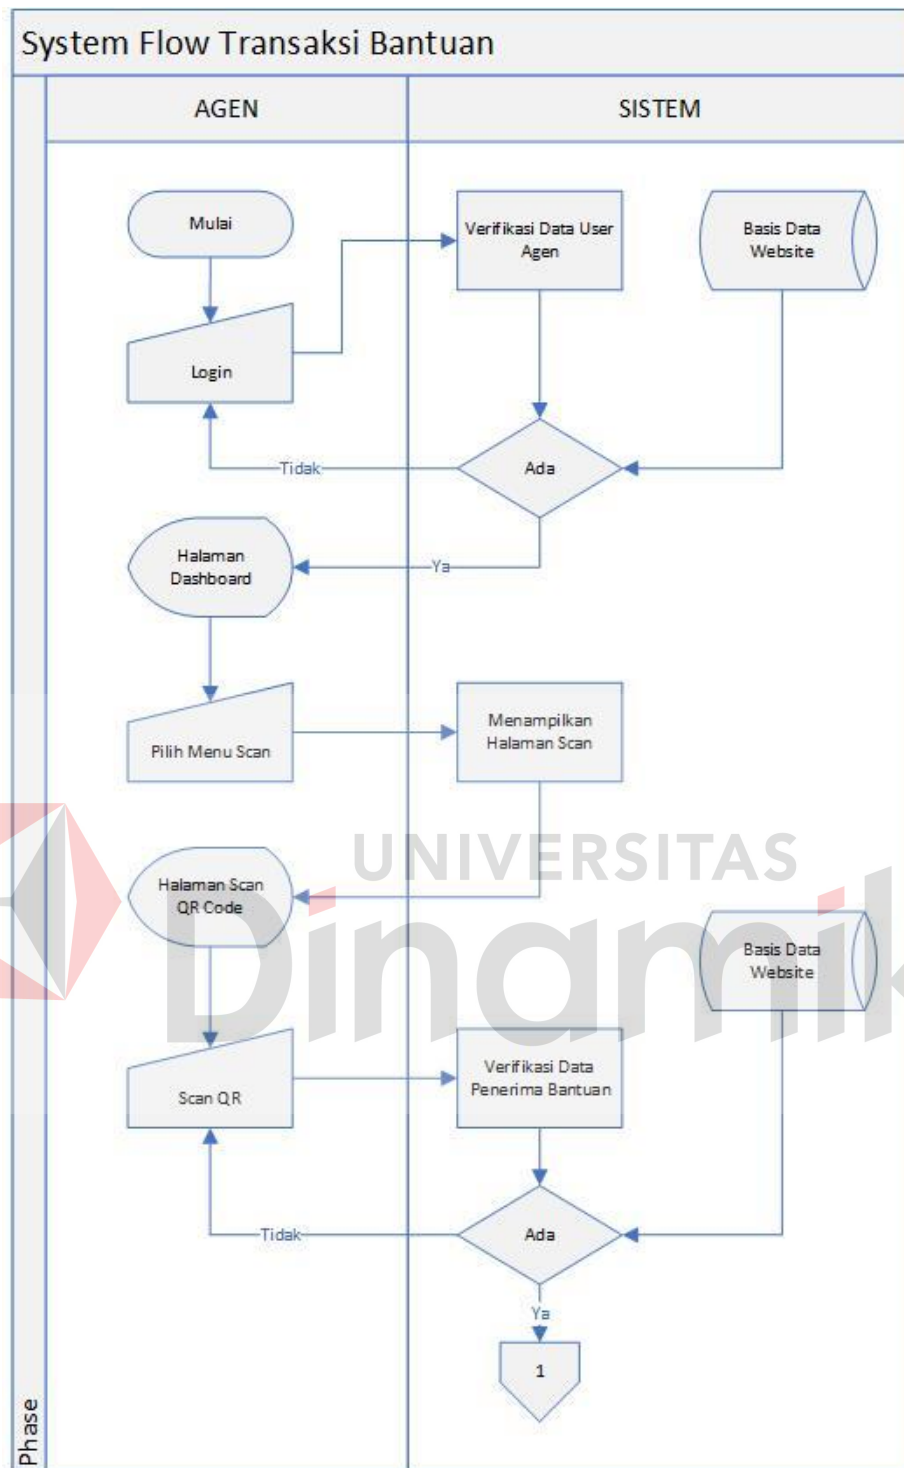 System Flow Transaksi Bantuan
AGEN
SISTEM
Mulai
Verifikasi Data User
Agen
Basis Data
Website
Login
Tidak
Ada
Halaman
Dashboard
Ya
Pilih Menu Scan
Menampilkan
Halaman Scan
UNIVERSITAS
Dinamik
Halaman Scan
QR Code
Basis Data
Website
Scan QR
Verifikasi Data
Penerima Bantuan
Tidak
Ada
Ya
1
Phase